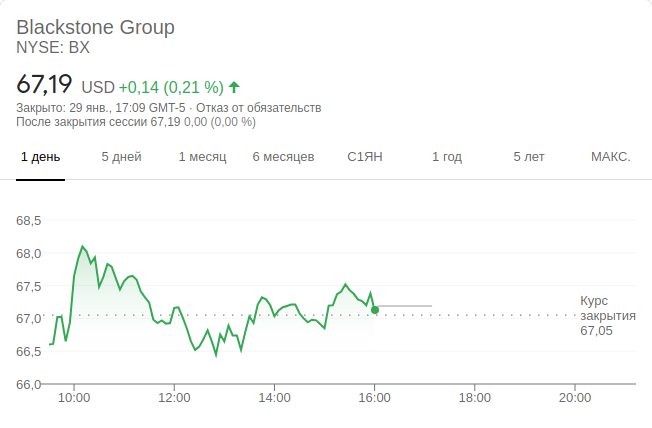 Blackstone Group
NYSE: BX
67,19 USD +0,14 (0,21 %)
Закрыто: 29 янв., 17:09 GMT-5 · Отказ от обязательств
После закрытия сессии 67,19 0,00 (0,00 %)
1 день 5 дней 1 месяц 6 месяцев С1ЯН 1 год 5 лет МАКС.
68,5
68,0
67,5
67,0
66,5
66,0
Курс
закрытия
67,05
10:00 12:00 14:00 16:00 18:00 20:00